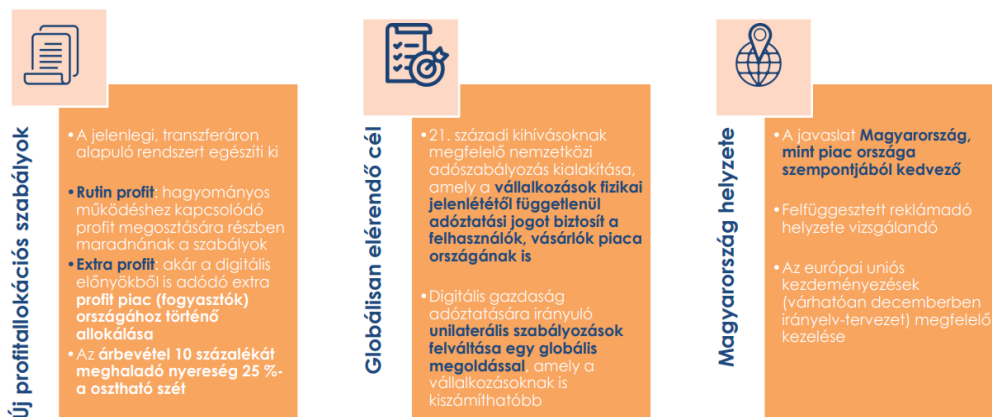 Új profitallokációs szabályok
• A jelenlegi, transzferáron
alapuló rendszert egészíti ki
• Rutin profit: hagyományos
működéshez kapcsolódó
profit megosztására részben
maradnának a szabályok
• Extra profit: akár a digitális
előnyökből is adódó extra
profit piac (fogyasztók)
országához történő
allokálása
• Az árbevétel 10 százalékát
meghaladó nyereség 25 %-
a osztható szét
Globálisan elérendő cél
• 21. századi kihívásoknak
megfelelő nemzetközi
adószabályozás kialakítása,
amely a vállalkozások fizikai
jelenlététől függetlenül
adóztatási jogot biztosít a
felhasználók, vásárlók piaca
országának is
• Digitális gazdaság
adóztatására irányuló
unilaterális szabályozások
felváltása egy globális
megoldással, amely a
vállalkozásoknak is
kiszámíthatóbb
Magyarország helyzete
• A javaslat Magyarország,
mint piac országa
szempontjából kedvező
• Felfüggesztett reklámadó
helyzete vizsgálandó
• Az európai uniós
kezdeményezések
(várhatóan decemberben
irányelv-tervezet) megfelelő
kezelése